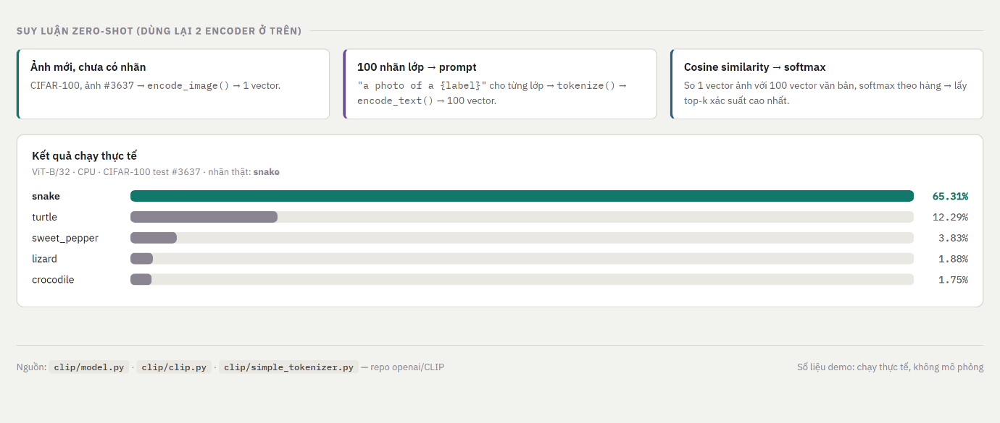 SUY LUẬN ZERO-SHOT (DÙNG LẠI 2 ENCODER Ở TRÊN)
Ảnh mới, chưa có nhãn
CIFAR-100, ảnh #3637 → encode_image() → 1 vector.
100 nhãn lớp → prompt
"a photo of a {label}" cho từng lớp → tokenize() →
encode_text() → 100 vector.
Cosine similarity → softmax
So 1 vector ảnh với 100 vector văn bản, softmax theo hàng → lấy
top-k xác suất cao nhất.
Kết quả chạy thực tế
ViT-B/32 · CPU · CIFAR-100 test #3637 · nhãn thật: snake
snake 65.31%
turtle 12.29%
sweet_pepper 3.83%
lizard 1.88%
crocodile 1.75%
Nguồn: clip/model.py · clip/clip.py · clip/simple_tokenizer.py — repo openai/CLIP
Số liệu demo: chạy thực tế, không mô phỏng